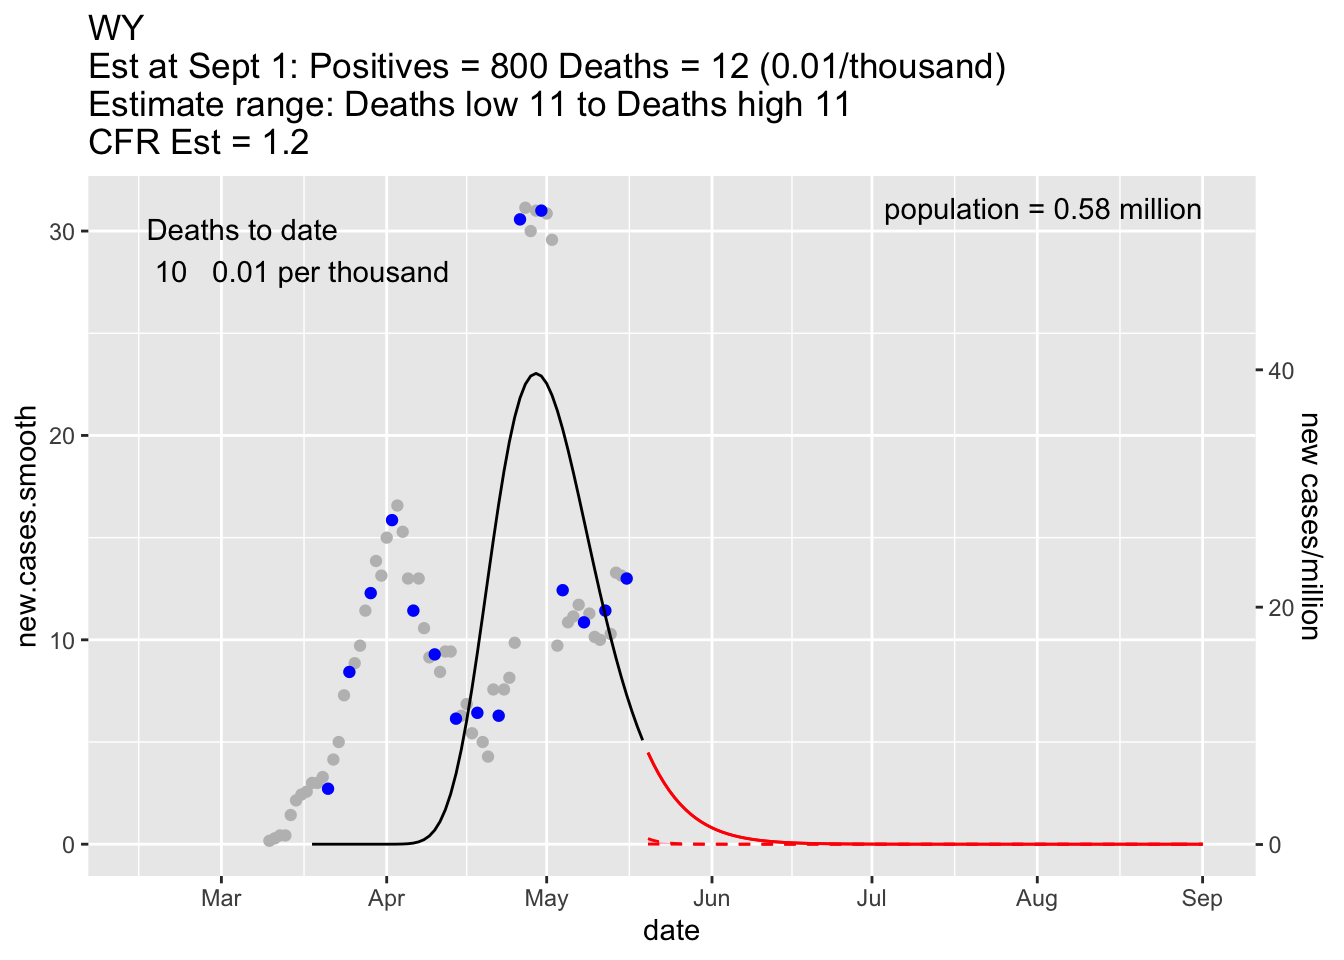 WY
Est at Sept 1: Positives = 800 Deaths = 12 (0.01/thousand)
Estimate range: Deaths low 11 to Deaths high 11
CFR Est = 1.2
Deaths to date
10 0.01 per thousand
population = 0.58 million
new.cases.smooth
30
20
10
0
40
20
0
new cases/million
Mar Apr May Jun Jul Aug Sep
date